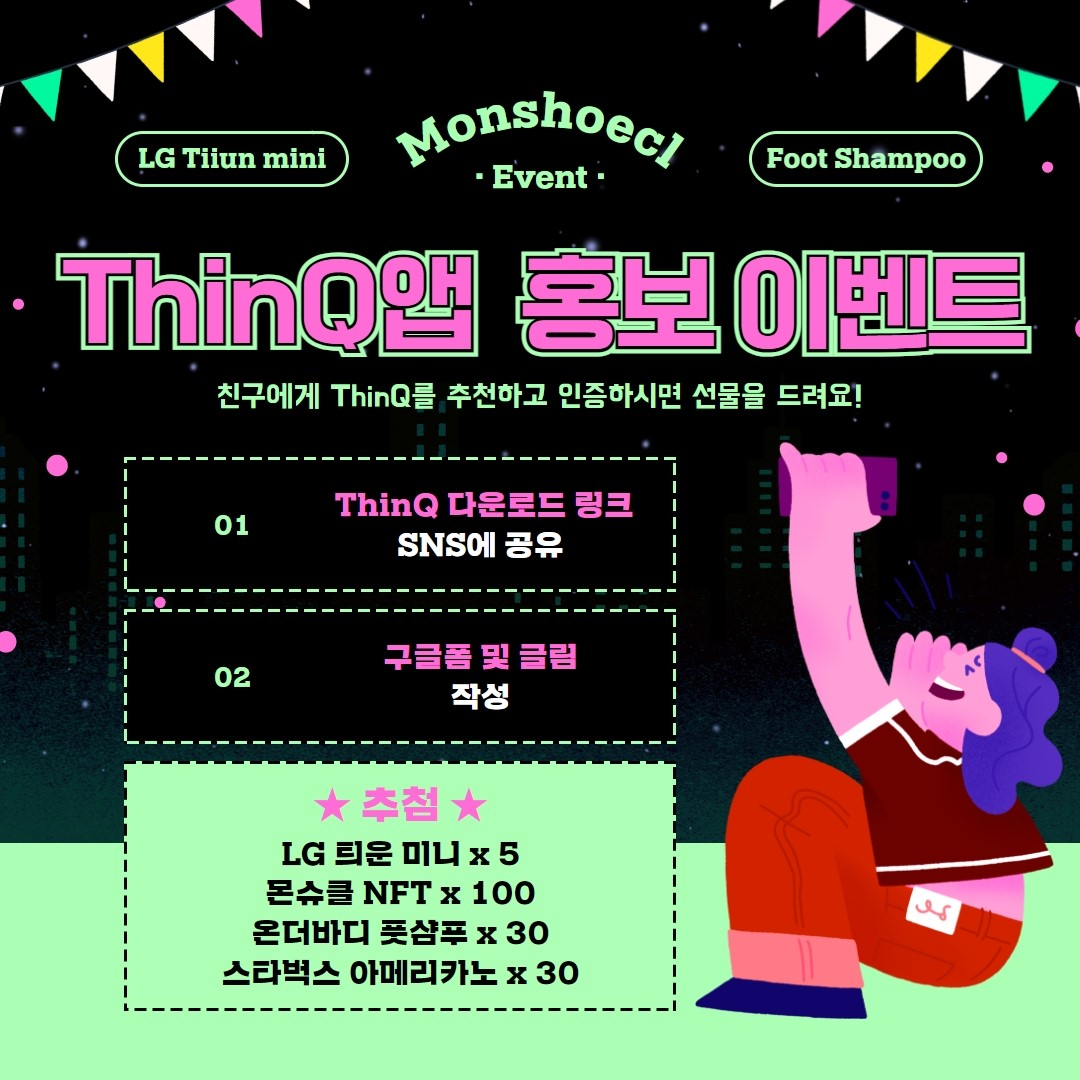 Monshoecl
· Event ·
LG Tiiun mini
Foot Shampoo
ThinQ앱 홍보 이벤트
친구에게 ThinQ를 추천하고 인증하시면 선물을 드려요!
01
ThinQ 다운로드 링크
SNS에 공유
02
구글폼 및 클립
작성
★ 추첨 ★
LG 틔운 미니 x 5
몬슈클 NFT x 100
온더바디 풋샴푸 x 30
스타벅스 아메리카노 x 30